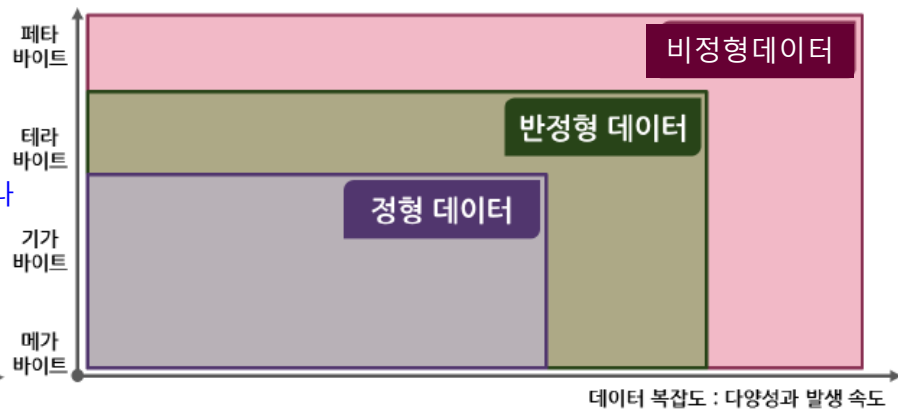 페타
바이트
비정형데이터
반정형 데이터
테라
바이트
나
정형 데이터
기가
바이트
메가
바이트
데이터 복잡도 : 다양성과 발생 속도